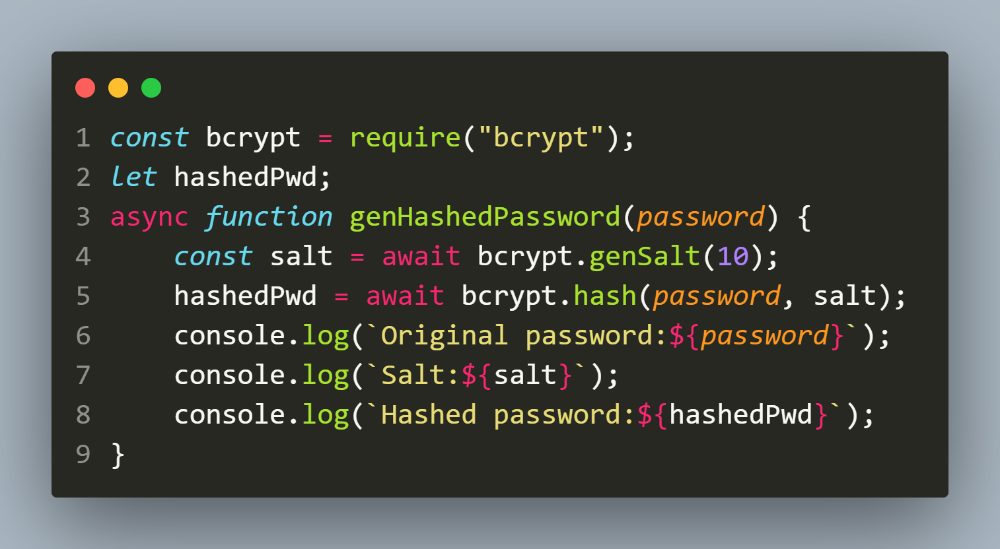 1 const bcrypt = require("bcrypt");
2 let hashedPwd;
3 async function genHashedPassword(password) {
4     const salt = await bcrypt.genSalt(10);
5     hashedPwd = await bcrypt.hash(password, salt);
6     console.log(`Original password:${password}`);
7     console.log(`Salt:${salt}`);
8     console.log(`Hashed password:${hashedPwd}`);
9 }